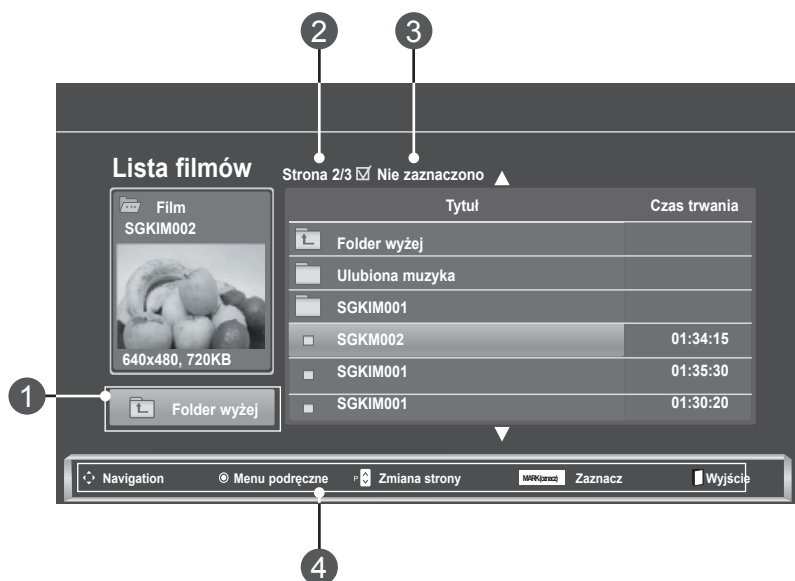 2 3
Lista filmów
Strona 2/3 Nie zaznaczono
Film
SGKIM002
640x480, 720KB
1
Folder wyżej
Tytuł Czas trwania
Folder wyżej
Ulubiona muzyka
SGKIM001
SGKM002 01:34:15
SGKIM001 01:35:30
SGKIM001 01:30:20
Navigation Menu podręczne P Zmiana strony MARK(zaznacz) Zaznacz Wyjście
4